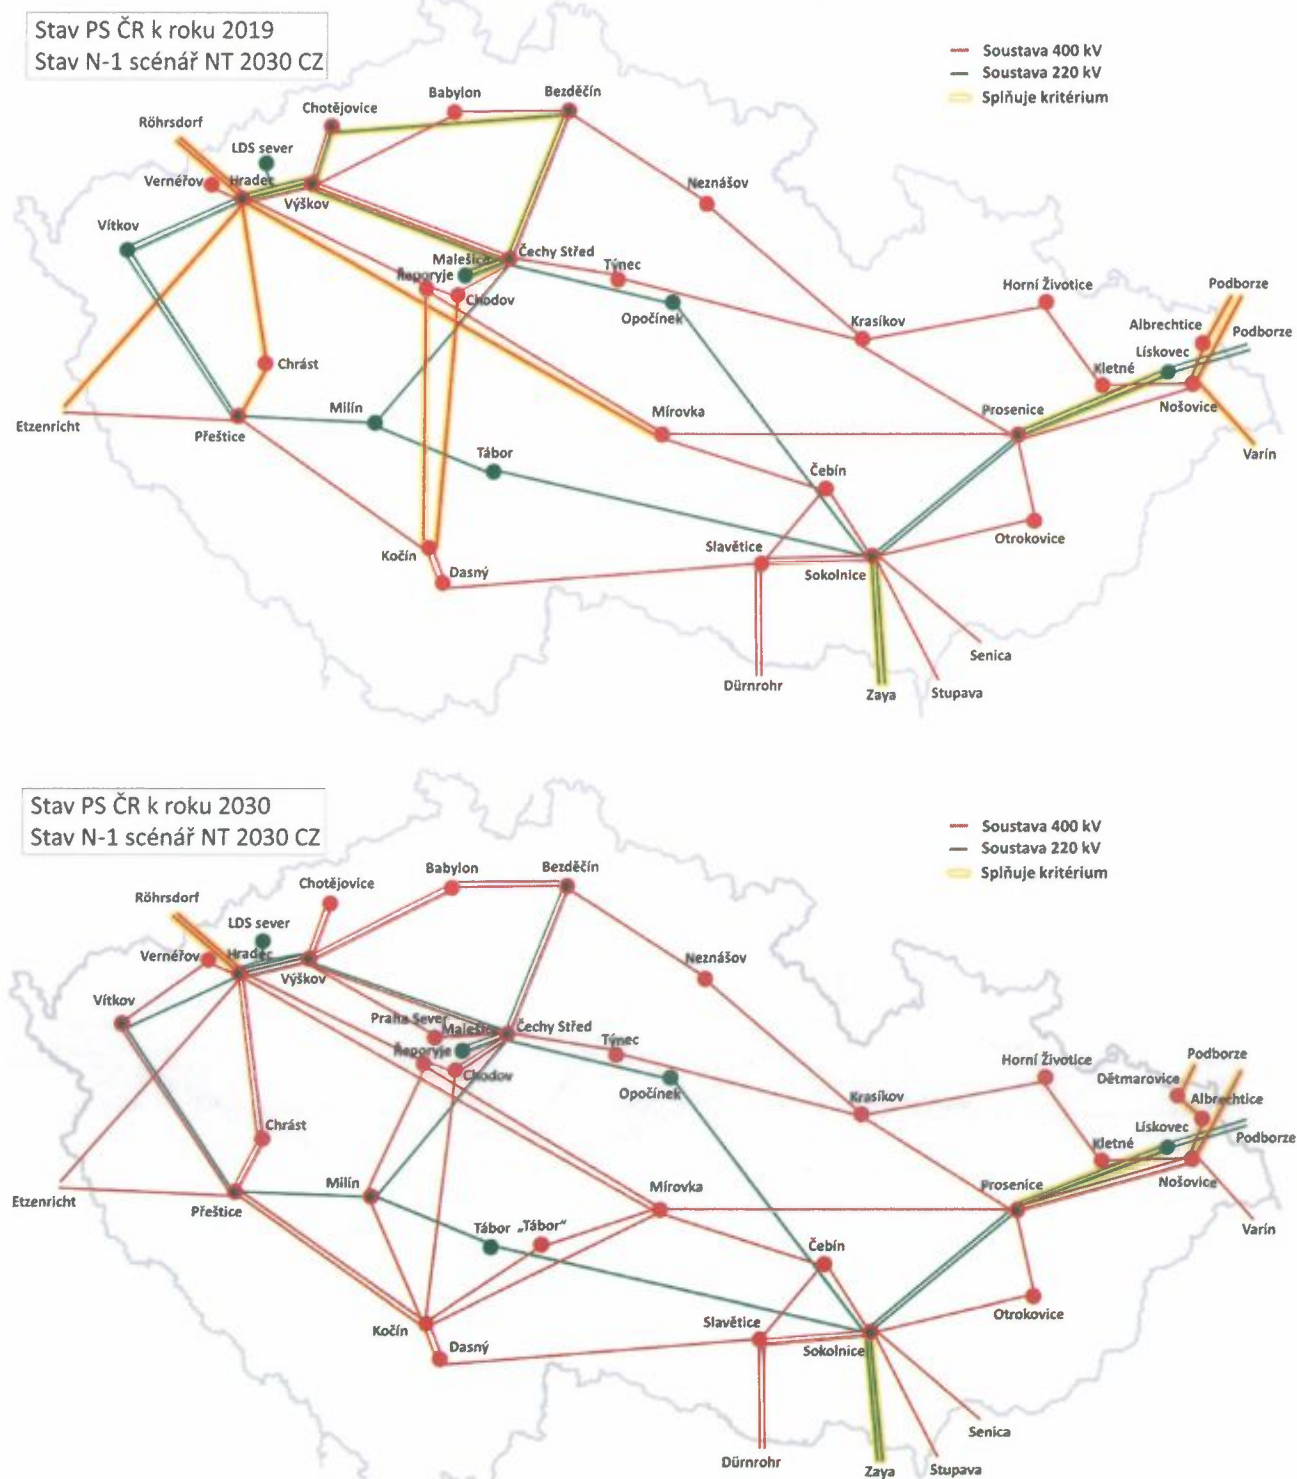 Stav PS ČR k roku 2019
Stav N-1 scénář NT 2030 CZ
Soustava 400 kV
Soustava 220 kV
Splňuje kritérium
Babylon
Bezděčín
Chotějovice
Röhrsdorf
LDS sever
Vernéřov
Hradec
Výškov
Neznášov
Vítkov
Čechy Střed
Malešice
Řeporyje
Chodov
Týnec
Opočínek
Horní Životice
Podborze
Krasíkov
Albrechtice
Podborze
Lískovec
Kletné
Nošovice
Chrást
Milín
Mírovka
Prosenice
Etzenricht
Přeštice
Varín
Tábor
Čebín
Otrokovice
Kočín
Dasný
Slavětice
Sokolnice
Senica
Dürnrohr
Zaya
Stupava
Stav PS ČR k roku 2030
Stav N-1 scénář NT 2030 CZ
Soustava 400 kV
Soustava 220 kV
Splňuje kritérium
Babylon
Bezděčín
Chotějovice
Röhrsdorf
LDS sever
Vernéřov
Hradec
Výškov
Neznášov
Vítkov
Praha Sever
Malešice
Čechy Střed
Řeporyje
Chodov
Týnec
Opočínek
Horní Životice
Podborze
Dětmarovice
Albrechtice
Krasíkov
Lískovec
Podborze
Kletné
Nošovice
Chrást
Milín
Mírovka
Prosenice
Etzenricht
Přeštice
Varín
Tábor
„Tábor“
Čebín
Otrokovice
Kočín
Dasný
Slavětice
Sokolnice
Senica
Dürnrohr
Zaya
Stupava